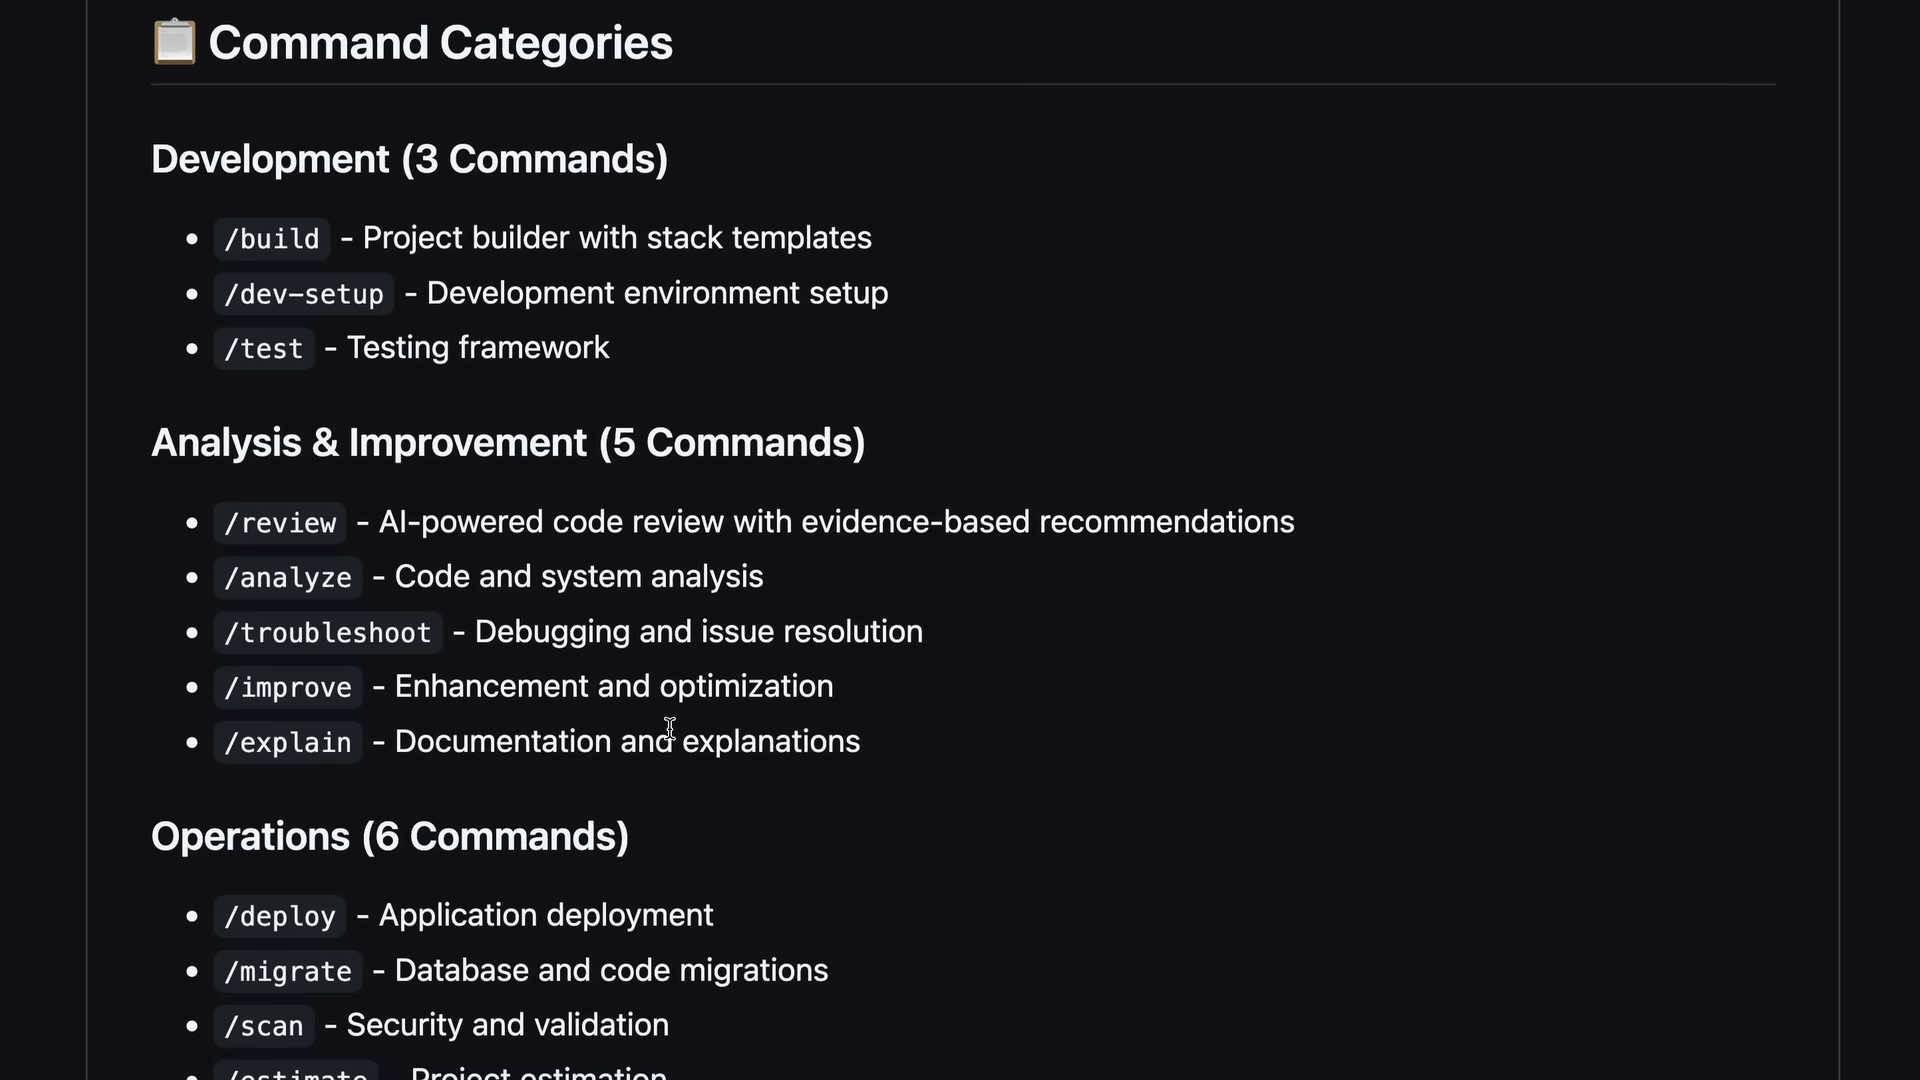 📋 Command Categories
Development (3 Commands)
• /build - Project builder with stack templates
• /dev-setup - Development environment setup
• /test - Testing framework
Analysis & Improvement (5 Commands)
• /review - AI-powered code review with evidence-based recommendations
• /analyze - Code and system analysis
• /troubleshoot - Debugging and issue resolution
• /improve - Enhancement and optimization
• /explain - Documentation and explanations
Operations (6 Commands)
• /deploy - Application deployment
• /migrate - Database and code migrations
• /scan - Security and validation
• /estimate - Project estimation